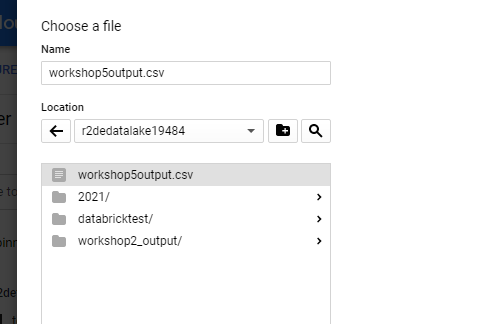 Choose a file
Name
workshop5output.csv
Location
r2dedatalake19484
workshop5output.csv
2021/
databricktest/
workshop2_output/